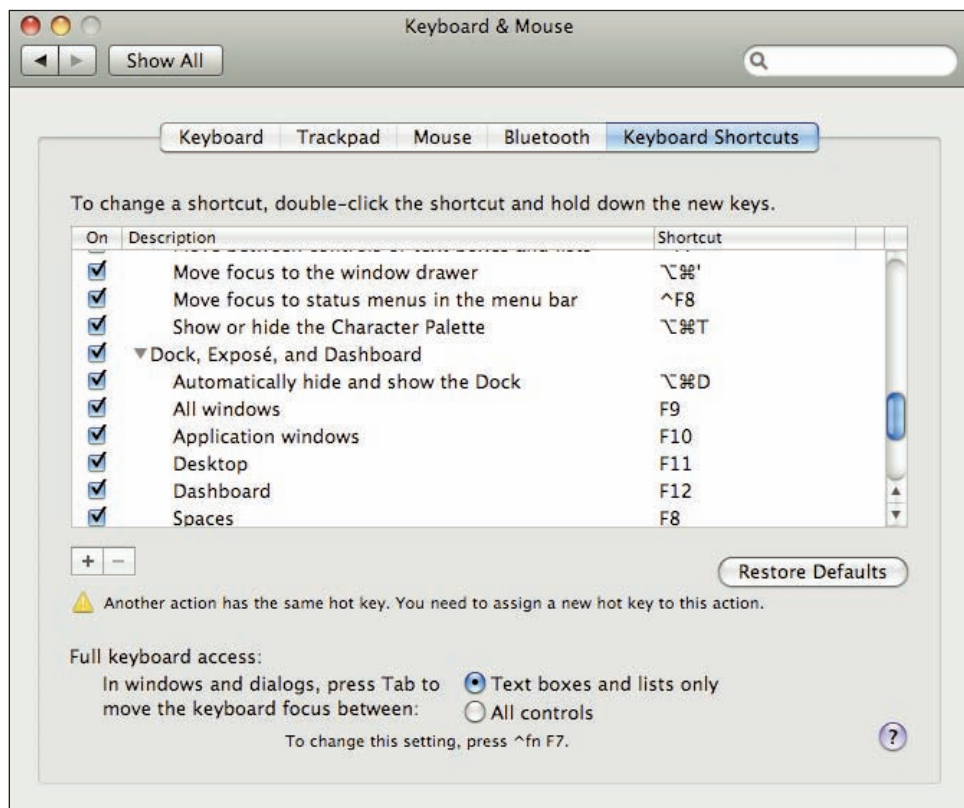 Keyboard & Mouse
Show All
Keyboard Trackpad Mouse Bluetooth Keyboard Shortcuts
To change a shortcut, double-click the shortcut and hold down the new keys.
On Description Shortcut
Move focus to the window drawer ⌥⌘'
Move focus to status menus in the menu bar ^F8
Show or hide the Character Palette ⌥⌘T
Dock, Exposé, and Dashboard
Automatically hide and show the Dock ⌥⌘D
All windows F9
Application windows F10
Desktop F11
Dashboard F12
Spaces F8
+ −
Restore Defaults
Another action has the same hot key. You need to assign a new hot key to this action.
Full keyboard access:
In windows and dialogs, press Tab to
move the keyboard focus between:
Text boxes and lists only
All controls
To change this setting, press ^fn F7.
?